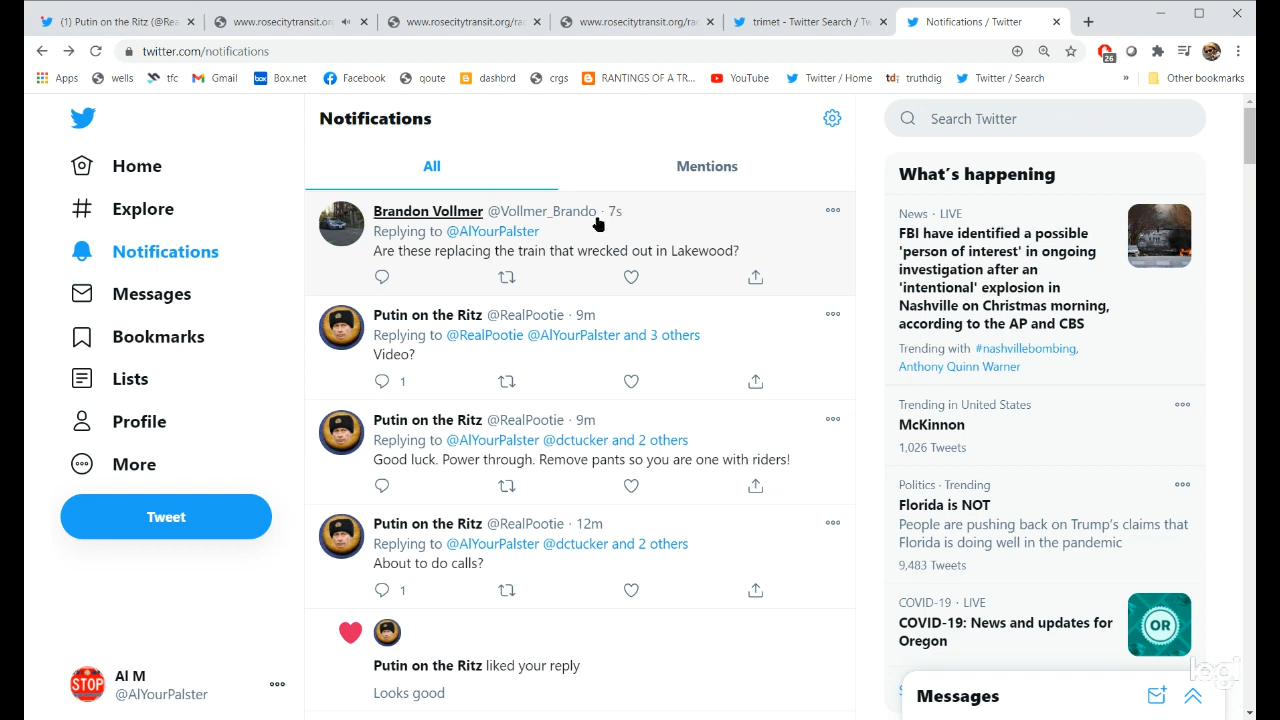 (1) Putin on the Ritz (@Rea
www.rosecitytransit.org
www.rosecitytransit.org/ra
www.rosecitytransit.org/ra
trimet - Twitter Search / Tw
Notifications / Twitter
twitter.com/notifications
26
Apps
wells
tfc
Gmail
Box.net
Facebook
qoute
dashbrd
crgs
RANTINGS OF A TR...
YouTube
Twitter / Home
truthdig
Twitter / Search
»
Other bookmarks
Home
Explore
Notifications
Messages
Bookmarks
Lists
Profile
More
Tweet
Al M
@AlYourPalster
Notifications
All
Mentions
Brandon Vollmer @Vollmer_Brando · 7s
Replying to @AlYourPalster
Are these replacing the train that wrecked out in Lakewood?
Putin on the Ritz @RealPootie · 9m
Replying to @RealPootie @AlYourPalster and 3 others
Video?
1
Putin on the Ritz @RealPootie · 9m
Replying to @AlYourPalster @dctucker and 2 others
Good luck. Power through. Remove pants so you are one with riders!
Putin on the Ritz @RealPootie · 12m
Replying to @AlYourPalster @dctucker and 2 others
About to do calls?
1
Putin on the Ritz liked your reply
Looks good
Search Twitter
What's happening
News · LIVE
FBI have identified a possible
'person of interest' in ongoing
investigation after an
'intentional' explosion in
Nashville on Christmas morning,
according to the AP and CBS
Trending with #nashvillebombing,
Anthony Quinn Warner
Trending in United States
McKinnon
1,026 Tweets
Politics · Trending
Florida is NOT
People are pushing back on Trump's claims that
Florida is doing well in the pandemic
9,483 Tweets
COVID-19 · LIVE
COVID-19: News and updates for
Oregon
OR
Messages
STOP